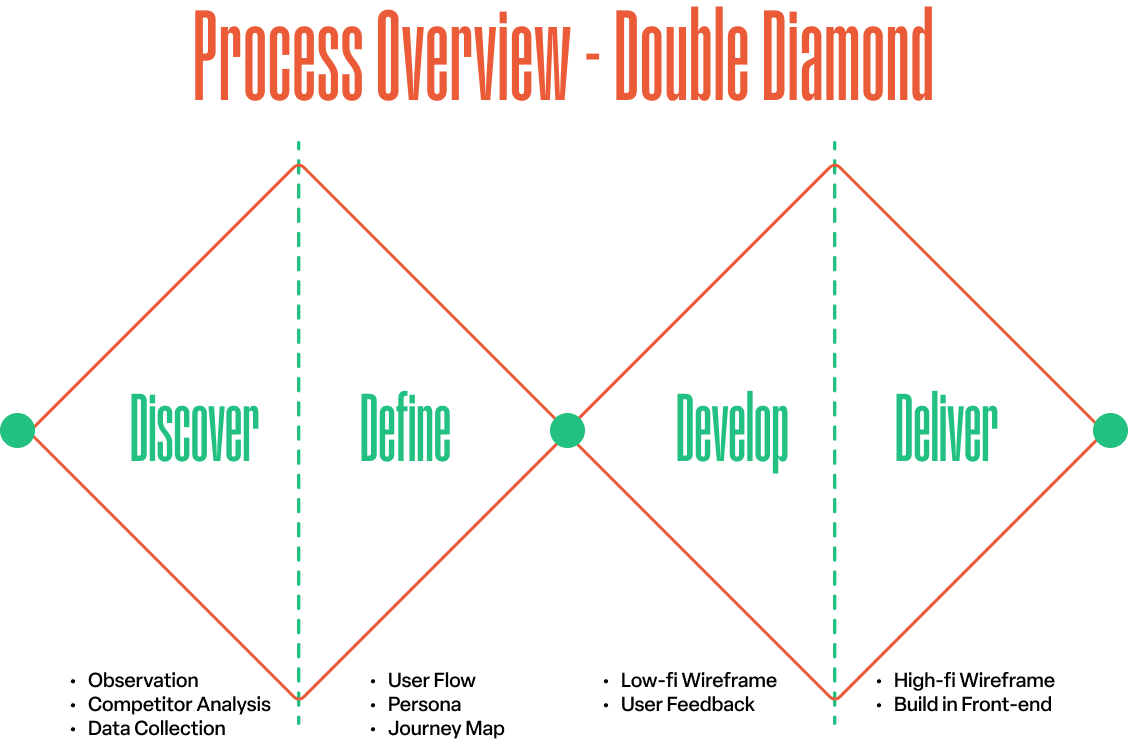 Process Overview - Double Diamond
Discover
Define
Develop
Deliver
• Observation
• Competitor Analysis
• Data Collection
• User Flow
• Persona
• Journey Map
• Low-fi Wireframe
• User Feedback
• High-fi Wireframe
• Build in Front-end